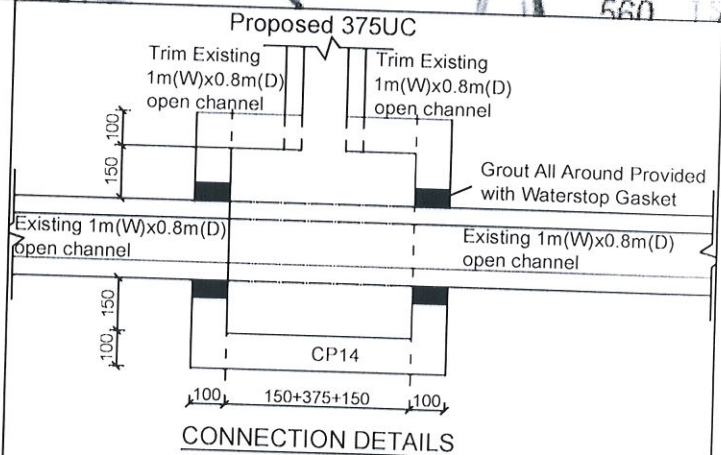 560
Proposed 375UC
Trim Existing
1m(W)x0.8m(D)
open channel
Trim Existing
1m(W)x0.8m(D)
open channel
100
150
Grout All Around Provided
with Waterstop Gasket
Existing 1m(W)x0.8m(D)
open channel
Existing 1m(W)x0.8m(D)
open channel
150
100
CP14
100
150+375+150
100
CONNECTION DETAILS